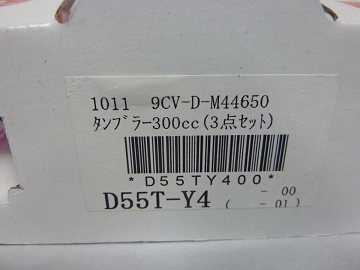 1011 9CV-D-M44650
ﾀﾝﾌﾞﾗｰ300cc(3点ｾｯﾄ)
*D55TY400*
D55T-Y4 - 00
( - 01)